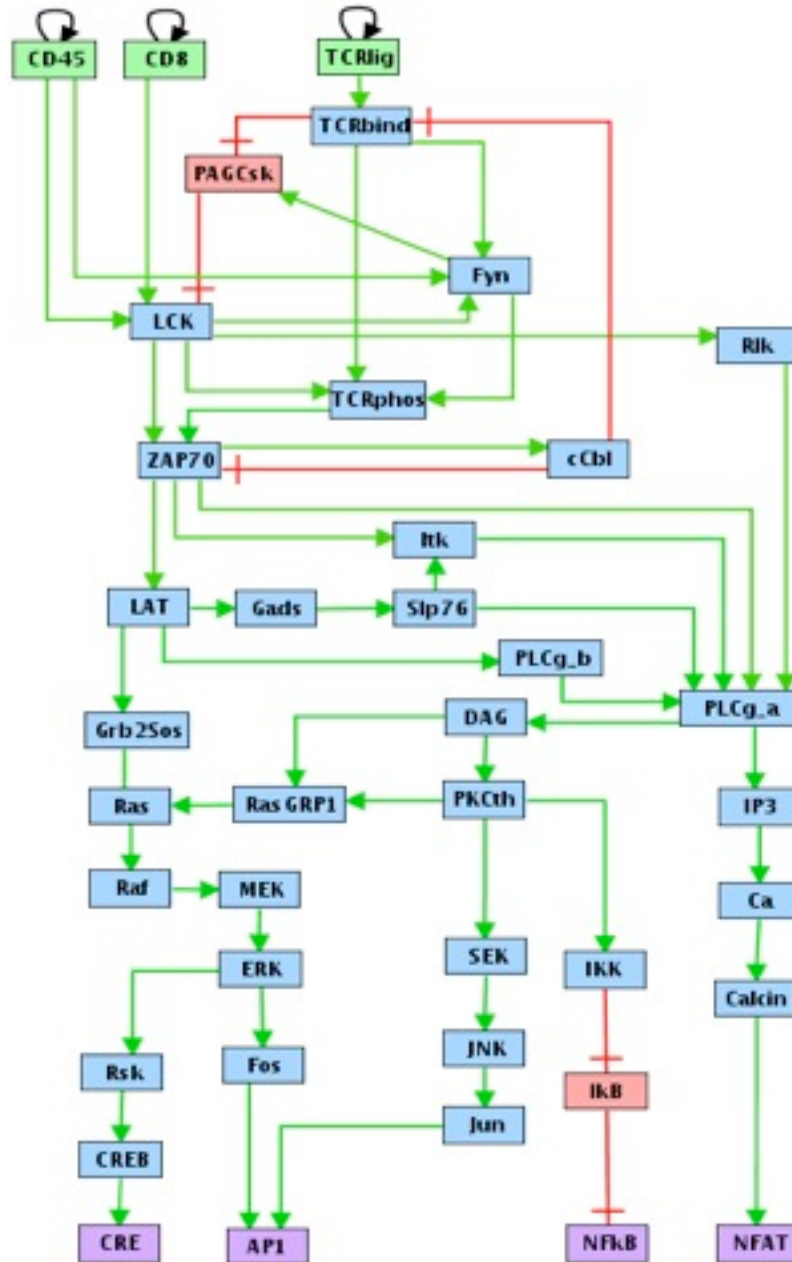 CD45
CD8
TCRlig
TCRbind
PAGCsk
Fyn
LCK
Rlk
TCRphos
ZAP70
cCbl
Itk
LAT
Gads
Slp76
PLCg_b
PLCg_a
DAG
Grb2Sos
Ras
Ras GRP1
PKCth
IP3
Raf
MEK
Ca
ERK
SEK
IKK
Calcin
Rsk
Fos
JNK
IkB
CREB
Jun
CRE
AP1
NFkB
NFAT